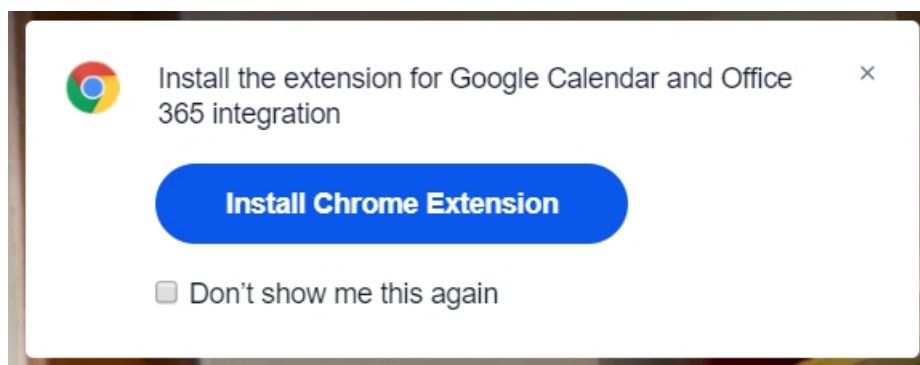 Install the extension for Google Calendar and Office
365 integration
Install Chrome Extension
Don't show me this again